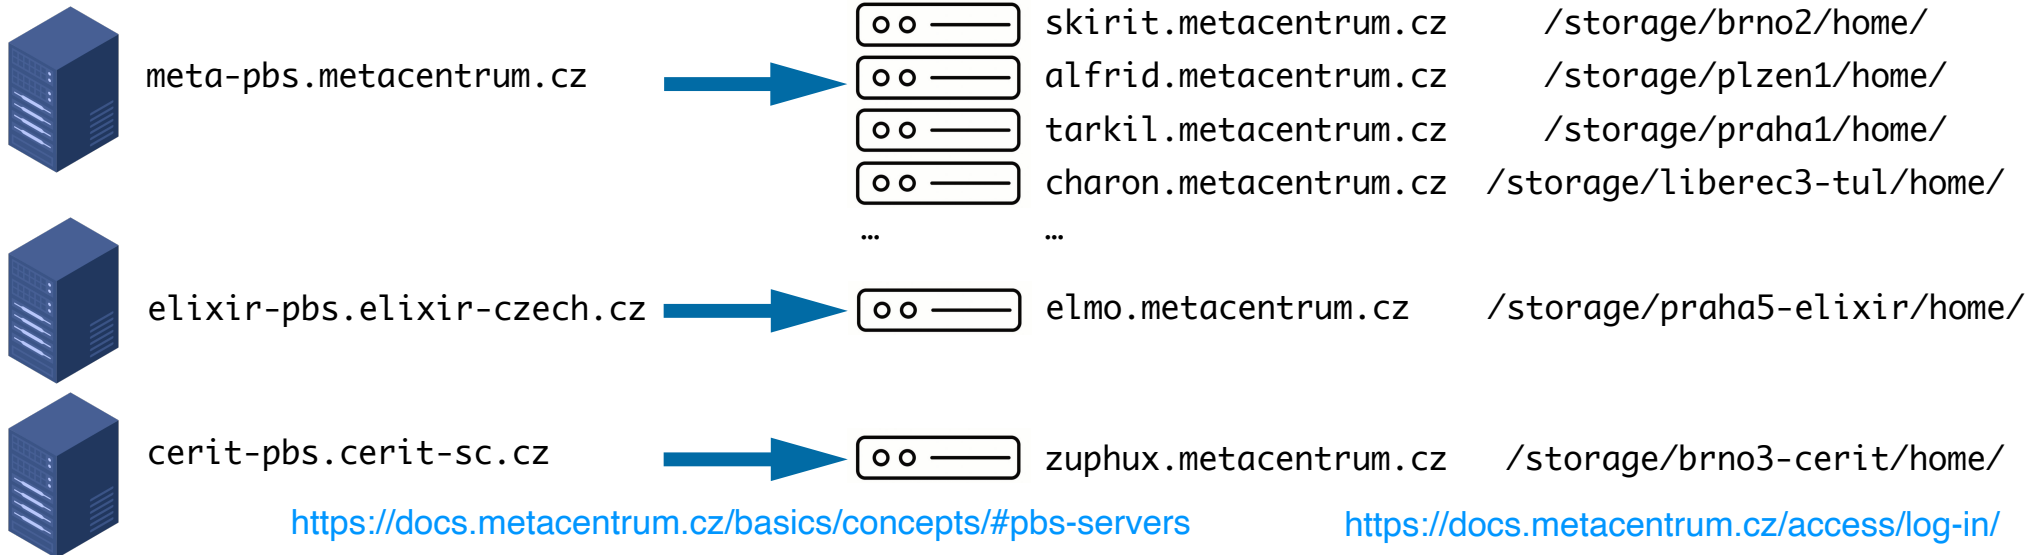 skirit.metacentrum.cz /storage/brno2/home/
meta-pbs.metacentrum.cz alfrid.metacentrum.cz /storage/plzen1/home/
tarkil.metacentrum.cz /storage/praha1/home/
charon.metacentrum.cz /storage/liberec3-tul/home/
… …
elixir-pbs.elixir-czech.cz elmo.metacentrum.cz /storage/praha5-elixir/home/
cerit-pbs.cerit-sc.cz zuphux.metacentrum.cz /storage/brno3-cerit/home/
https://docs.metacentrum.cz/basics/concepts/#pbs-servers https://docs.metacentrum.cz/access/log-in/